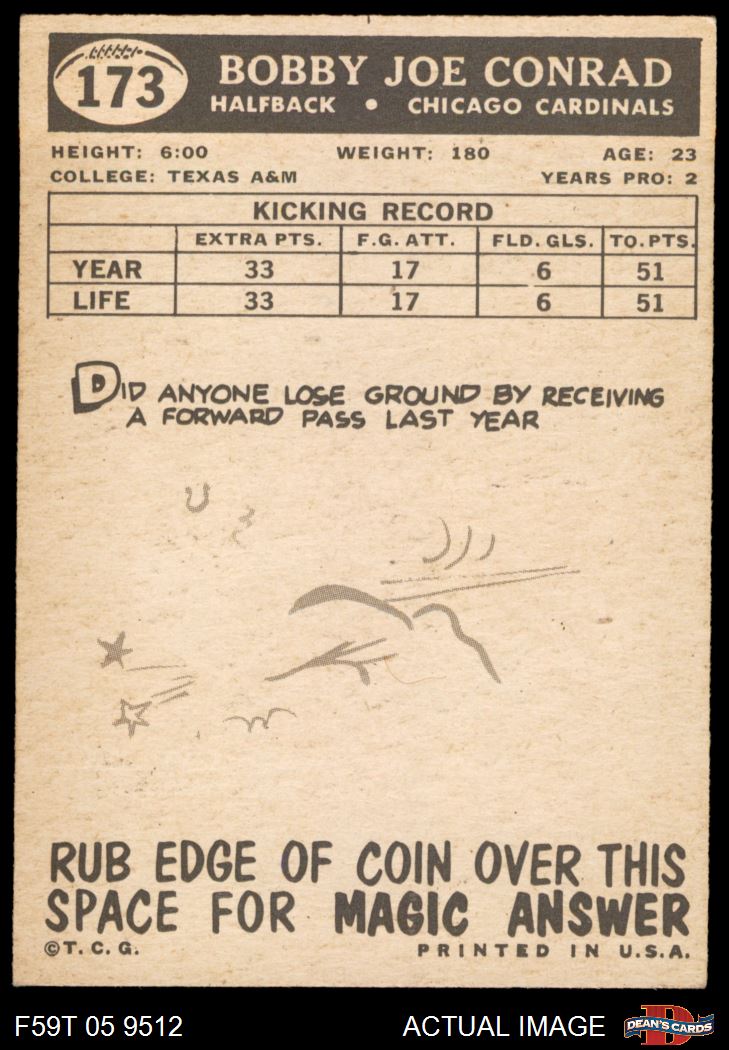 173
BOBBY JOE CONRAD
HALFBACK • CHICAGO CARDINALS
HEIGHT: 6:00 WEIGHT: 180 AGE: 23
COLLEGE: TEXAS A&M YEARS PRO: 2
KICKING RECORD
EXTRA PTS. F.G. ATT. FLD. GLS. TO. PTS.
YEAR 33 17 6 51
LIFE 33 17 6 51
DID ANYONE LOSE GROUND BY RECEIVING
A FORWARD PASS LAST YEAR
RUB EDGE OF COIN OVER THIS
SPACE FOR MAGIC ANSWER
©T. C. G. PRINTED IN U.S.A.
F59T 05 9512 ACTUAL IMAGE D DEAN'S CARDS